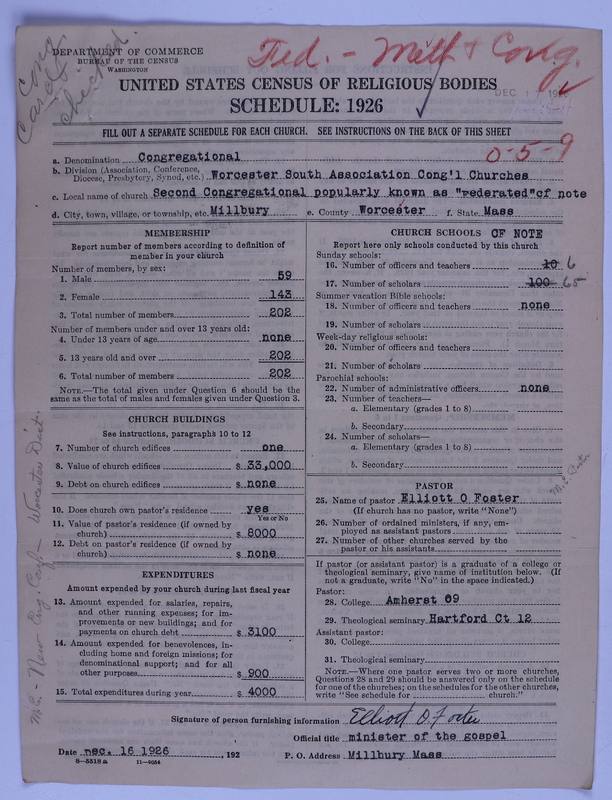 Cong
Card
checked.
DEPARTMENT OF COMMERCE
BUREAU OF THE CENSUS
WASHINGTON
Fed. - Meth + Cong.
UNITED STATES CENSUS OF RELIGIOUS BODIES
DEC 1
SCHEDULE: 1926
FILL OUT A SEPARATE SCHEDULE FOR EACH CHURCH. SEE INSTRUCTIONS ON THE BACK OF THIS SHEET
0-5-9
a. Denomination Congregational
b. Division (Association, Conference, Diocese, Presbytery, Synod, etc.) Worcester South Association Cong'l Churches
c. Local name of church Second Congregational popularly known as "Federated" cf note
d. City, town, village, or township, etc. Millbury e. County Worcester f. State Mass
MEMBERSHIP
Report number of members according to definition of
member in your church
Number of members, by sex:
1. Male 59
2. Female 143
3. Total number of members 202
Number of members under and over 13 years old:
4. Under 13 years of age none
5. 13 years old and over 202
6. Total number of members 202
NOTE.—The total given under Question 6 should be
same as the total of males and females given under Question 3.
CHURCH BUILDINGS
See instructions, paragraphs 10 to 12
7. Number of church edifices one
8. Value of church edifices $ 33,000
9. Debt on church edifices $ none
10. Does church own pastor's residence yes
Yes or No
11. Value of pastor's residence (if owned by
church) $ 8000
12. Debt on pastor's residence (if owned by
church) $ none
EXPENDITURES
Amount expended by your church during last fiscal year
13. Amount expended for salaries, repairs,
and other running expenses; for im-
provements or new buildings; and for
payments on church debt $ 3100
14. Amount expended for benevolences, in-
cluding home and foreign missions; for
denominational support; and for all
other purposes $ 900
15. Total expenditures during year $ 4000
CHURCH SCHOOLS CF NOTE
Report here only schools conducted by this church
Sunday schools:
16. Number of officers and teachers 10 6
17. Number of scholars 100 65
Summer vacation Bible schools:
18. Number of officers and teachers none
19. Number of scholars
Week-day religious schools:
20. Number of officers and teachers
21. Number of scholars
Parochial schools:
22. Number of administrative officers none
23. Number of teachers—
a. Elementary (grades 1 to 8)
b. Secondary
24. Number of scholars—
a. Elementary (grades 1 to 8)
b. Secondary
M.E. Pastor
PASTOR
25. Name of pastor Elliott O Foster
(If church has no pastor, write "None")
26. Number of ordained ministers, if any, em-
ployed as assistant pastors
27. Number of other churches served by the
pastor or his assistants
If pastor (or assistant pastor) is a graduate of a college or
theological seminary, give name of institution below. (If
not a graduate, write "No" in the space indicated.)
Pastor:
28. College Amherst 09
29. Theological seminary Hartford Ct 12
Assistant pastor:
30. College
31. Theological seminary
NOTE.—Where one pastor serves two or more churches,
Questions 28 and 29 should be answered only on the schedule
for one of the churches; on the schedules for the other churches,
write "See schedule for church."
M.E. - New Eng. Conf - Worcester Dist.
Signature of person furnishing information Elliott O. Foster
Official title minister of the gospel
Date Dec. 16 1926, 192 P. O. Address Millbury Mass
8—5518 a 11—9054